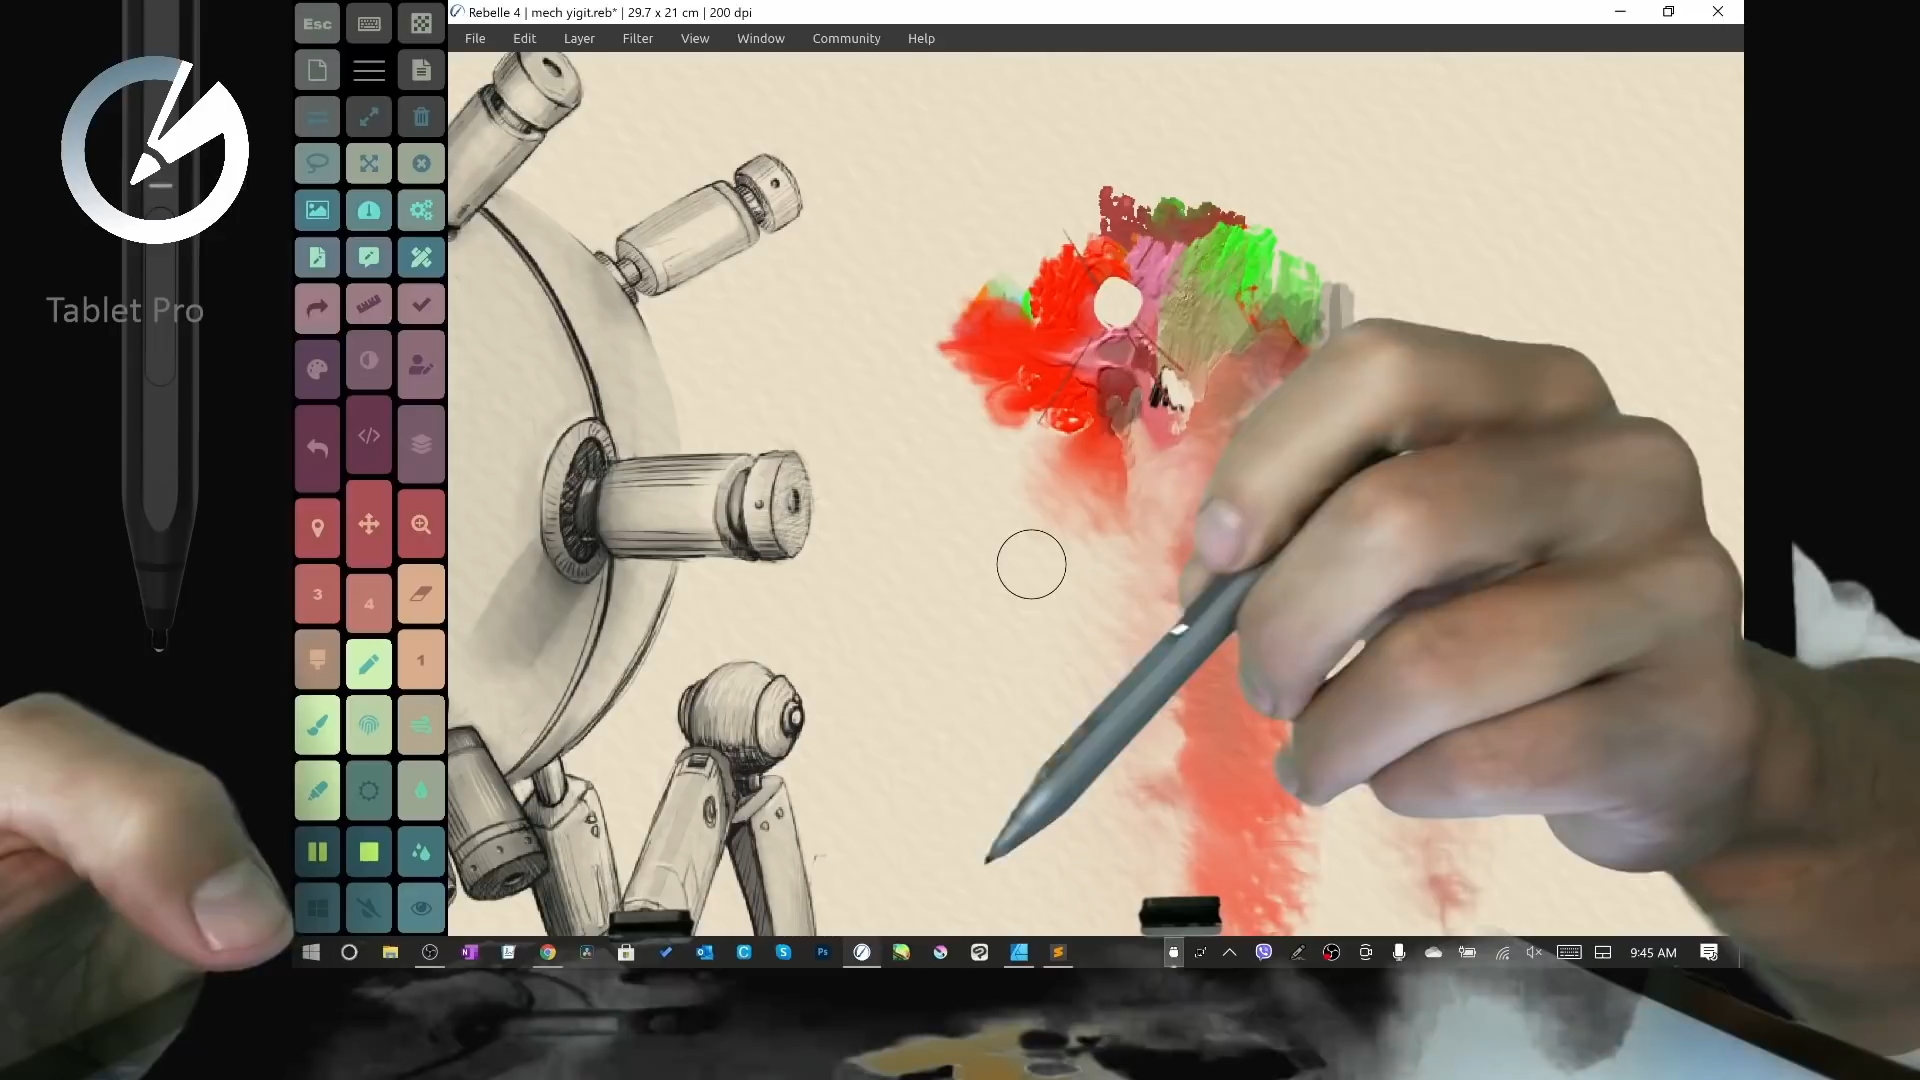 Esc
Rebelle 4 | mech yigit.reb* | 29.7 x 21 cm | 200 dpi
File Edit Layer Filter View Window Community Help
Tablet Pro
</>
3
4
1
N
C
S
Ps
S
9:45 AM